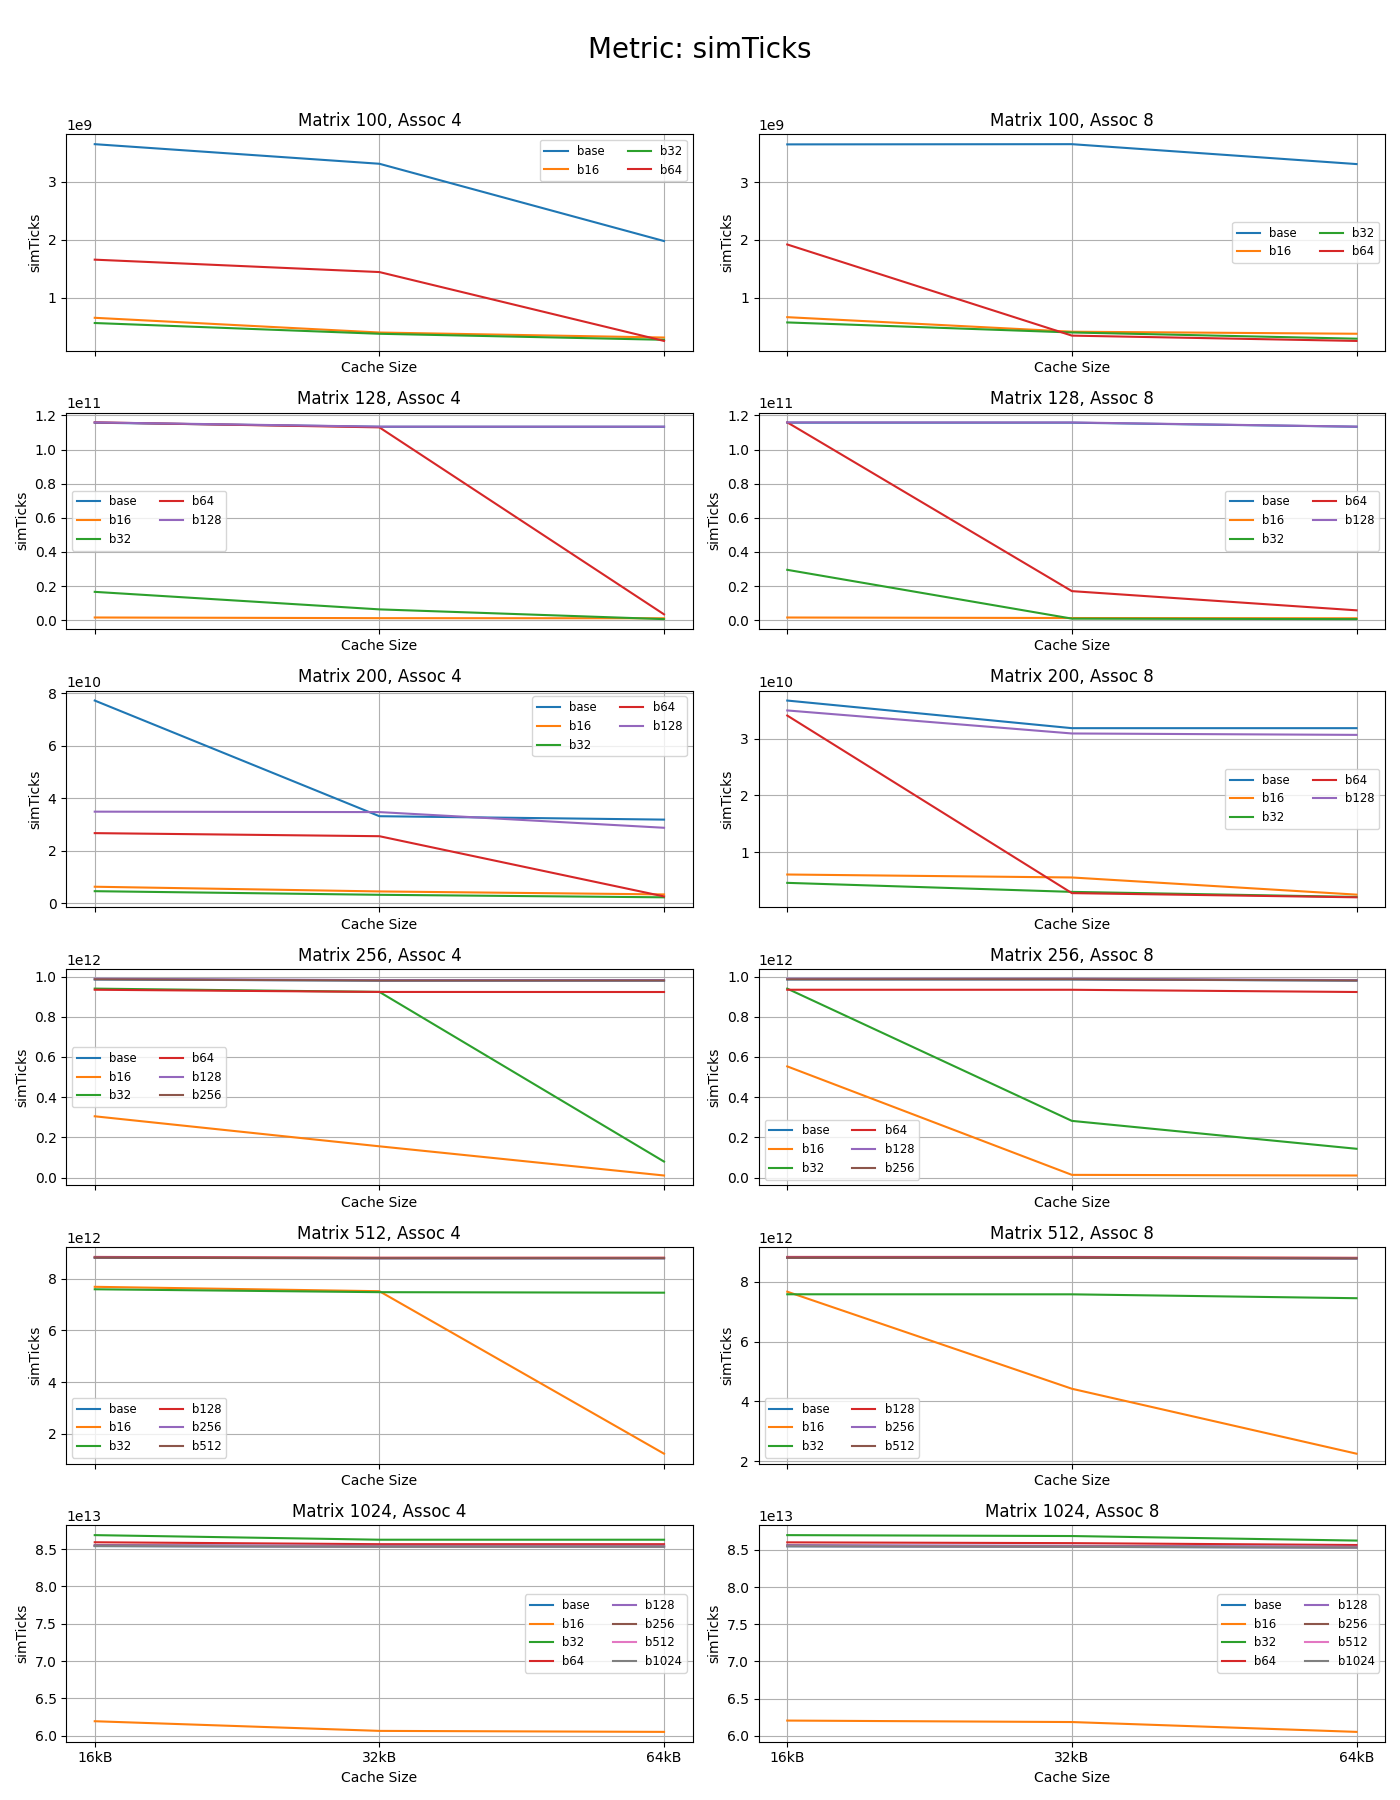 Metric: simTicks
Matrix 100, Assoc 4
1e9
3
2
1
simTicks
base b32
b16 b64
Cache Size
Matrix 100, Assoc 8
1e9
3
2
1
simTicks
base b32
b16 b64
Cache Size
Matrix 128, Assoc 4
1e11
1.2
1.0
0.8
0.6
0.4
0.2
0.0
simTicks
base b64
b16 b128
b32
Cache Size
Matrix 128, Assoc 8
1e11
1.2
1.0
0.8
0.6
0.4
0.2
0.0
simTicks
base b64
b16 b128
b32
Cache Size
Matrix 200, Assoc 4
1e10
8
6
4
2
0
simTicks
base b64
b16 b128
b32
Cache Size
Matrix 200, Assoc 8
1e10
3
2
1
simTicks
base b64
b16 b128
b32
Cache Size
Matrix 256, Assoc 4
1e12
1.0
0.8
0.6
0.4
0.2
0.0
simTicks
base b64
b16 b128
b32 b256
Cache Size
Matrix 256, Assoc 8
1e12
1.0
0.8
0.6
0.4
0.2
0.0
simTicks
base b64
b16 b128
b32 b256
Cache Size
Matrix 512, Assoc 4
1e12
8
6
4
2
simTicks
base b128
b16 b256
b32 b512
Cache Size
Matrix 512, Assoc 8
1e12
8
6
4
2
simTicks
base b128
b16 b256
b32 b512
Cache Size
Matrix 1024, Assoc 4
1e13
8.5
8.0
7.5
7.0
6.5
6.0
simTicks
base b128
b16 b256
b32 b512
b64 b1024
16kB 32kB 64kB
Cache Size
Matrix 1024, Assoc 8
1e13
8.5
8.0
7.5
7.0
6.5
6.0
simTicks
base b128
b16 b256
b32 b512
b64 b1024
16kB 32kB 64kB
Cache Size